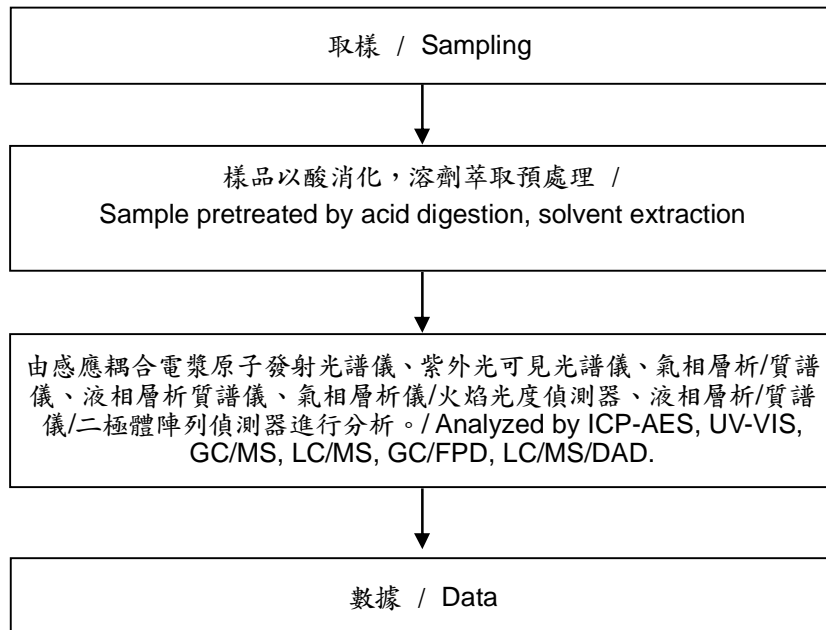 取樣 / Sampling
樣品以酸消化，溶劑萃取預處理 /
Sample pretreated by acid digestion, solvent extraction
由感應耦合電漿原子發射光譜儀、紫外光可見光譜儀、氣相層析/質譜
儀、液相層析質譜儀、氣相層析儀/火焰光度偵測器、液相層析/質譜
儀/二極體陣列偵測器進行分析。/ Analyzed by ICP-AES, UV-VIS,
GC/MS, LC/MS, GC/FPD, LC/MS/DAD.
數據 / Data